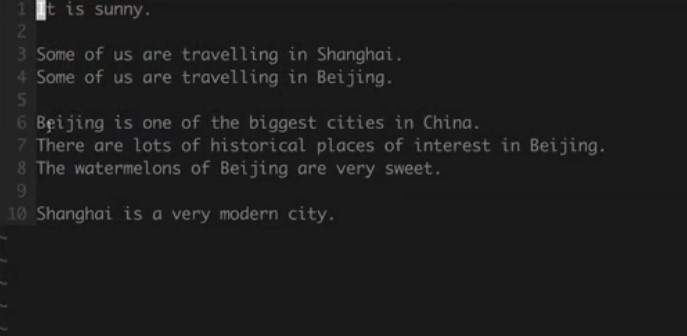 1 It is sunny.
2
3 Some of us are travelling in Shanghai.
4 Some of us are travelling in Beijing.
5
6 Beijing is one of the biggest cities in China.
7 There are lots of historical places of interest in Beijing.
8 The watermelons of Beijing are very sweet.
9
10 Shanghai is a very modern city.
~
~
~
~
~